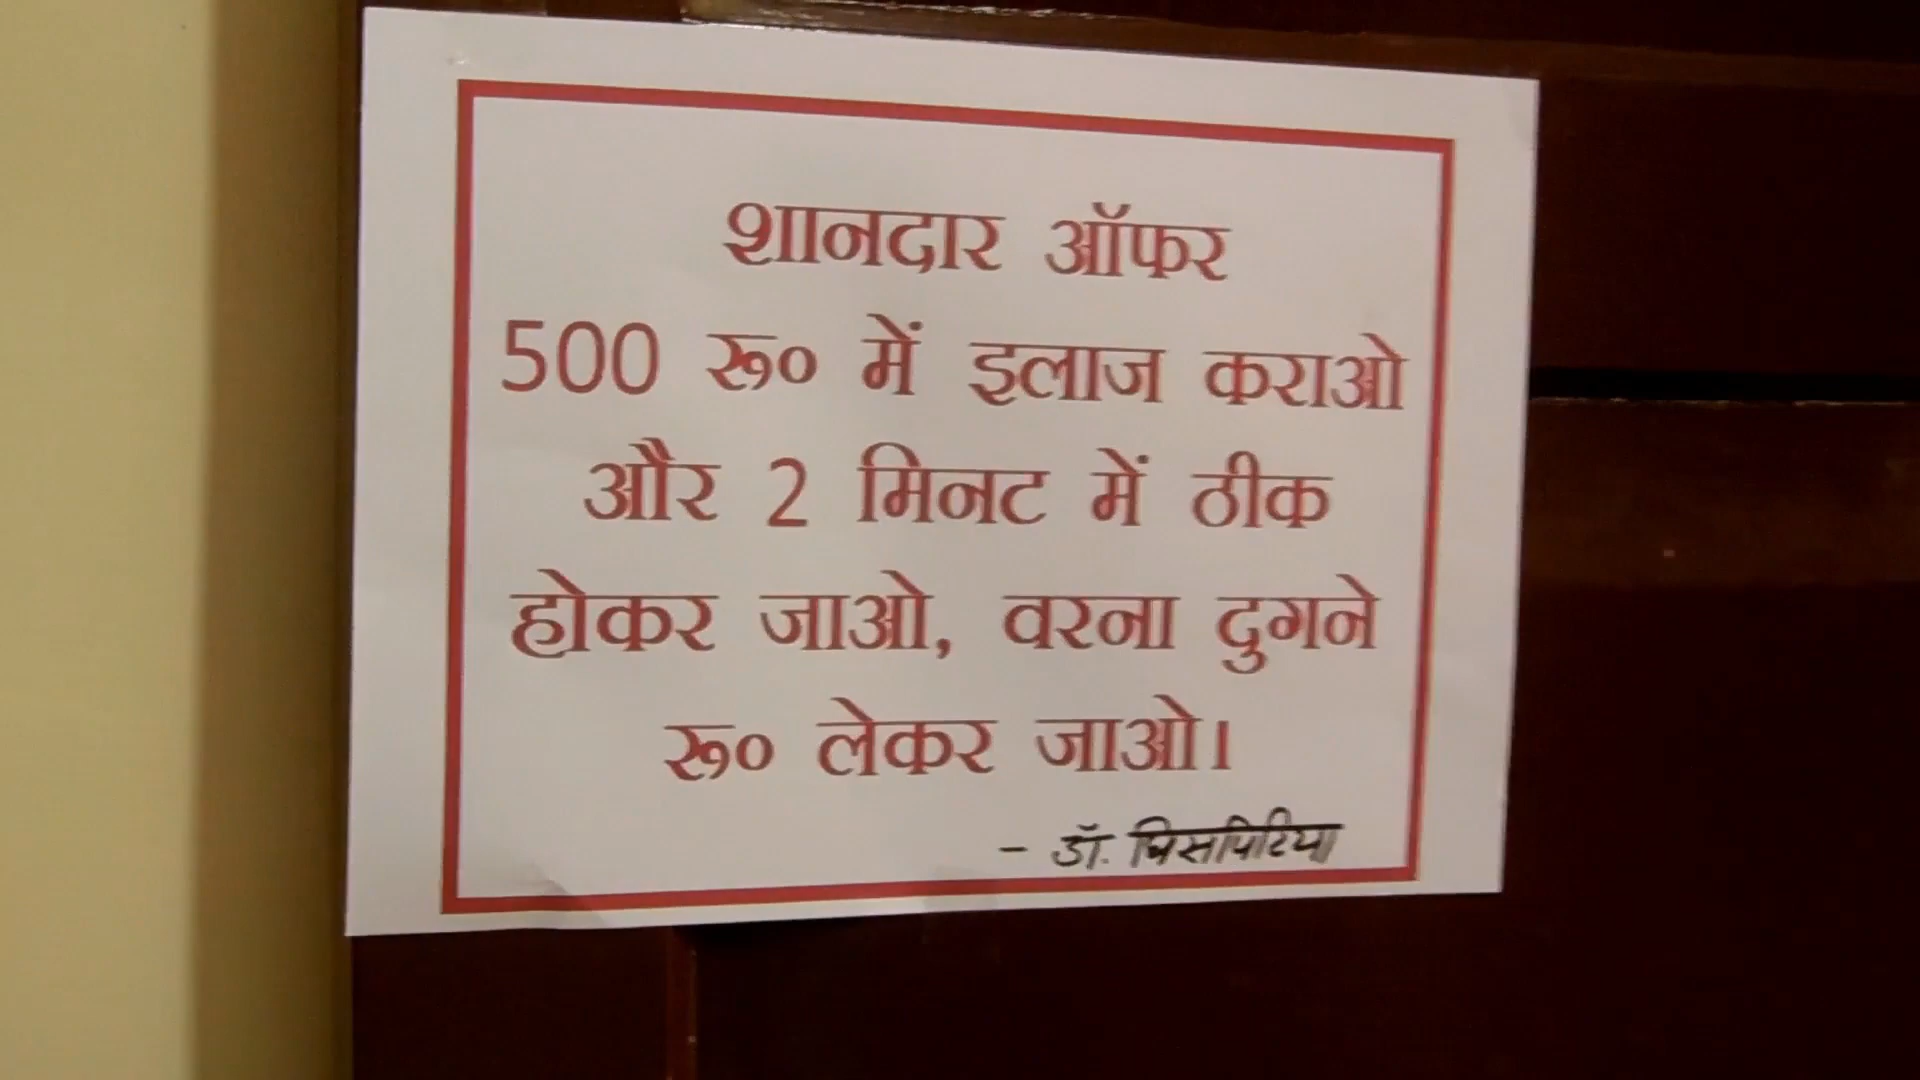 शानदार ऑफर
500 रू० में इलाज कराओ
और 2 मिनट में ठीक
होकर जाओ, वरना दुगने
रू० लेकर जाओ।
- डॉ. घिसपिटिया